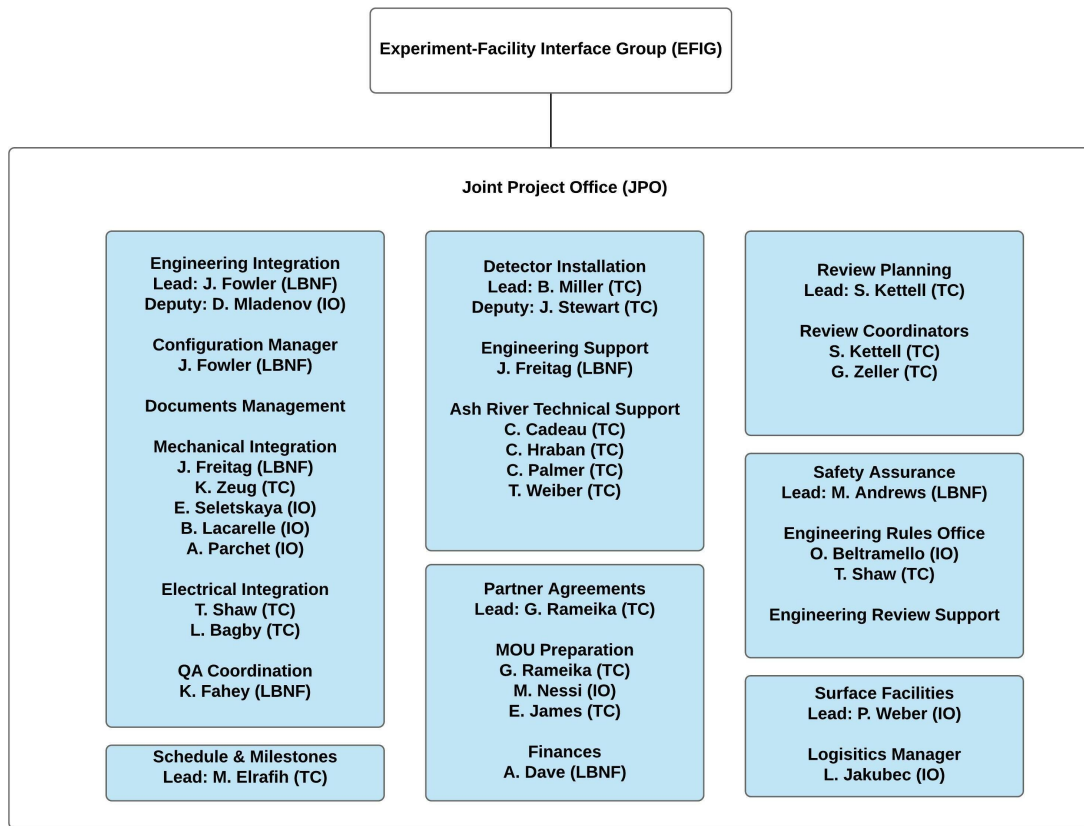 Experiment-Facility Interface Group (EFIG)
Joint Project Office (JPO)
Engineering Integration
Lead: J. Fowler (LBNF)
Deputy: D. Mladenov (IO)
Configuration Manager
J. Fowler (LBNF)
Documents Management
Mechanical Integration
J. Freitag (LBNF)
K. Zeug (TC)
E. Seletskaya (IO)
B. Lacarelle (IO)
A. Parchet (IO)
Electrical Integration
T. Shaw (TC)
L. Bagby (TC)
QA Coordination
K. Fahey (LBNF)
Schedule & Milestones
Lead: M. Elrafih (TC)
Detector Installation
Lead: B. Miller (TC)
Deputy: J. Stewart (TC)
Engineering Support
J. Freitag (LBNF)
Ash River Technical Support
C. Cadeau (TC)
C. Hraban (TC)
C. Palmer (TC)
T. Weiber (TC)
Partner Agreements
Lead: G. Rameika (TC)
MOU Preparation
G. Rameika (TC)
M. Nessi (IO)
E. James (TC)
Finances
A. Dave (LBNF)
Review Planning
Lead: S. Kettell (TC)
Review Coordinators
S. Kettell (TC)
G. Zeller (TC)
Safety Assurance
Lead: M. Andrews (LBNF)
Engineering Rules Office
O. Beltramello (IO)
T. Shaw (TC)
Engineering Review Support
Surface Facilities
Lead: P. Weber (IO)
Logisitics Manager
L. Jakubec (IO)